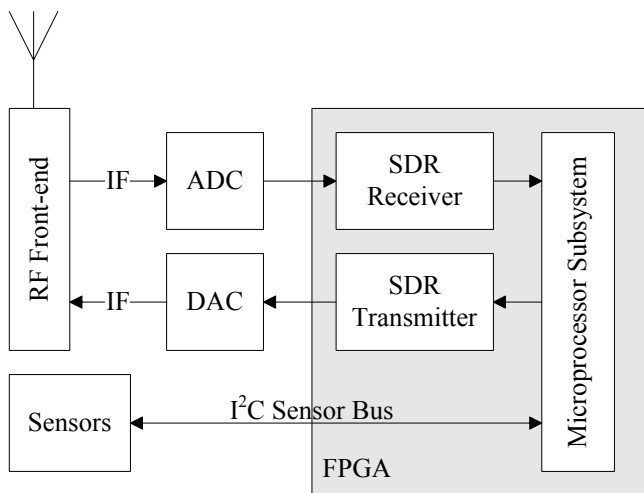 RF Front-end
IF
ADC
SDR
Receiver
Microprocessor Subsystem
IF
DAC
SDR
Transmitter
Sensors
I²C Sensor Bus
FPGA